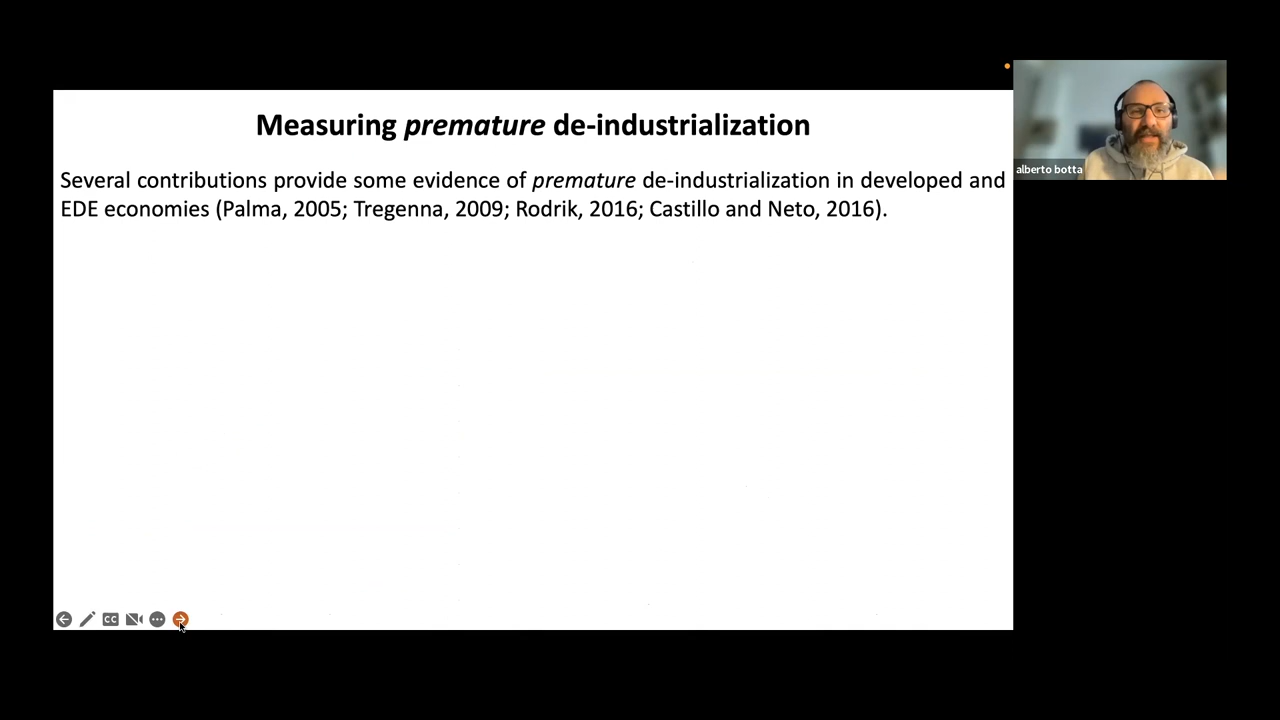 Measuring premature de-industrialization
Several contributions provide some evidence of premature de-industrialization in developed and
EDE economies (Palma, 2005; Tregenna, 2009; Rodrik, 2016; Castillo and Neto, 2016).
alberto botta
CC